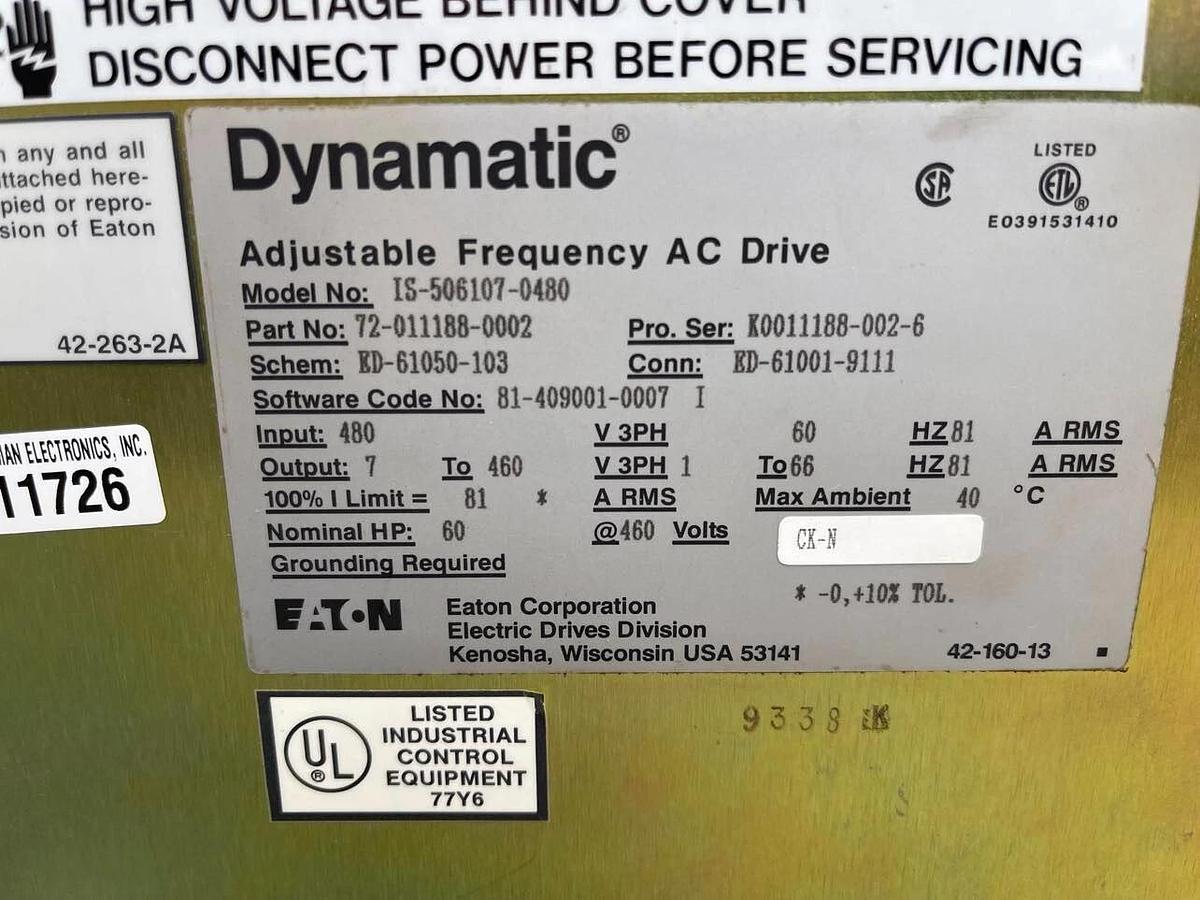 HIGH VOLTAGE BEHIND COVER
DISCONNECT POWER BEFORE SERVICING
any and all
ttached here-
pied or repro-
sion of Eaton
42-263-2A
IAN ELECTRONICS, INC.
11726
Dynamatic®
SA
LISTED
ETL®
E0391531410
Adjustable Frequency AC Drive
Model No: IS-506107-0480
Part No: 72-011188-0002 Pro. Ser: K0011188-002-6
Schem: KD-61050-103 Conn: KD-61001-9111
Software Code No: 81-409001-0007 I
Input: 480 V 3PH 60 HZ 81 A RMS
Output: 7 To 460 V 3PH 1 To 66 HZ 81 A RMS
100% I Limit = 81 * A RMS Max Ambient 40 °C
Nominal HP: 60 @ 460 Volts CK-N
Grounding Required
* -0,+10% TOL.
EATON Eaton Corporation
Electric Drives Division
Kenosha, Wisconsin USA 53141 42-160-13
UL®
LISTED
INDUSTRIAL
CONTROL
EQUIPMENT
77Y6
9338